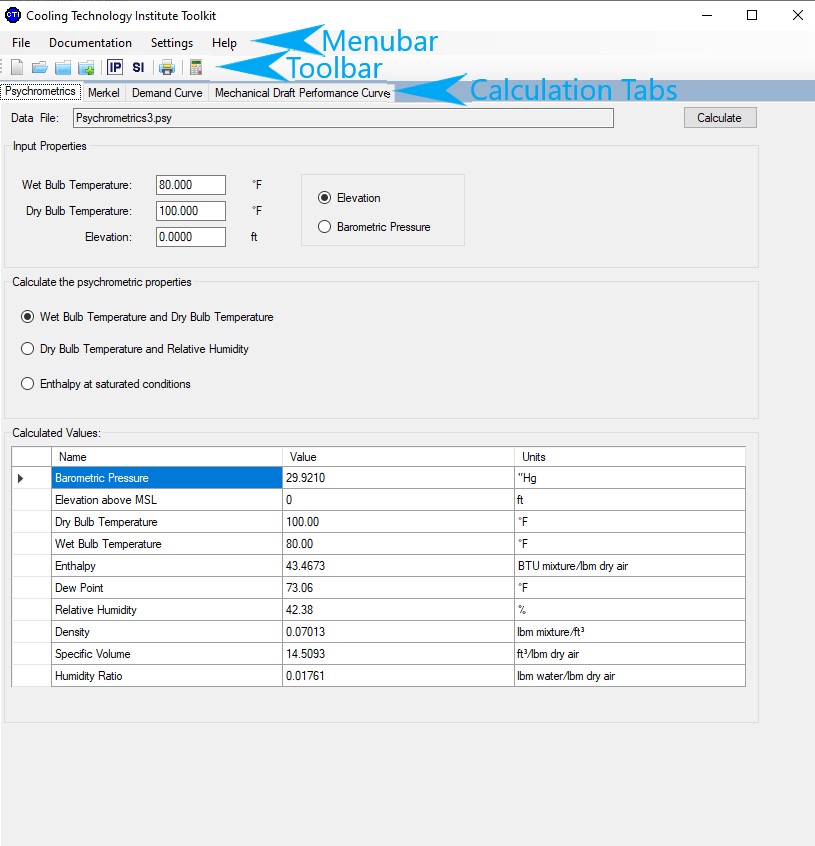 CTI Cooling Technology Institute Toolkit
File Documentation Settings Help Menubar
IP SI Toolbar
Psychrometrics Merkel Demand Curve Mechanical Draft Performance Curve Calculation Tabs
Data File: Psychrometrics3.psy Calculate
Input Properties
Wet Bulb Temperature: 80.000 °F
Elevation
Dry Bulb Temperature: 100.000 °F
Barometric Pressure
Elevation: 0.0000 ft
Calculate the psychrometric properties
Wet Bulb Temperature and Dry Bulb Temperature
Dry Bulb Temperature and Relative Humidity
Enthalpy at saturated conditions
Calculated Values:
Name Value Units
Barometric Pressure 29.9210 "Hg
Elevation above MSL 0 ft
Dry Bulb Temperature 100.00 °F
Wet Bulb Temperature 80.00 °F
Enthalpy 43.4673 BTU mixture/lbm dry air
Dew Point 73.06 °F
Relative Humidity 42.38 %
Density 0.07013 lbm mixture/ft³
Specific Volume 14.5093 ft³/lbm dry air
Humidity Ratio 0.01761 lbm water/lbm dry air